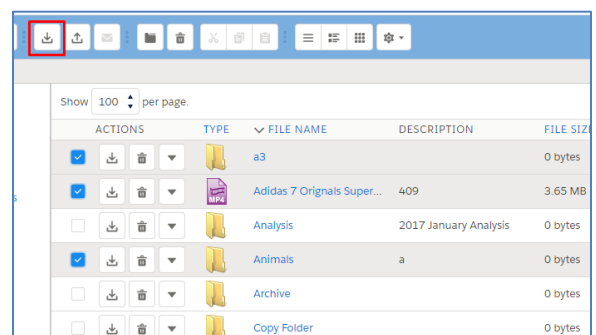 Show 100 per page.
ACTIONS TYPE FILE NAME DESCRIPTION FILE SIZ
a3 0 bytes
MP4 Adidas 7 Orignals Super... 409 3.65 MB
Analysis 2017 January Analysis 0 bytes
Animals a 0 bytes
Archive 0 bytes
Copy Folder 0 bytes